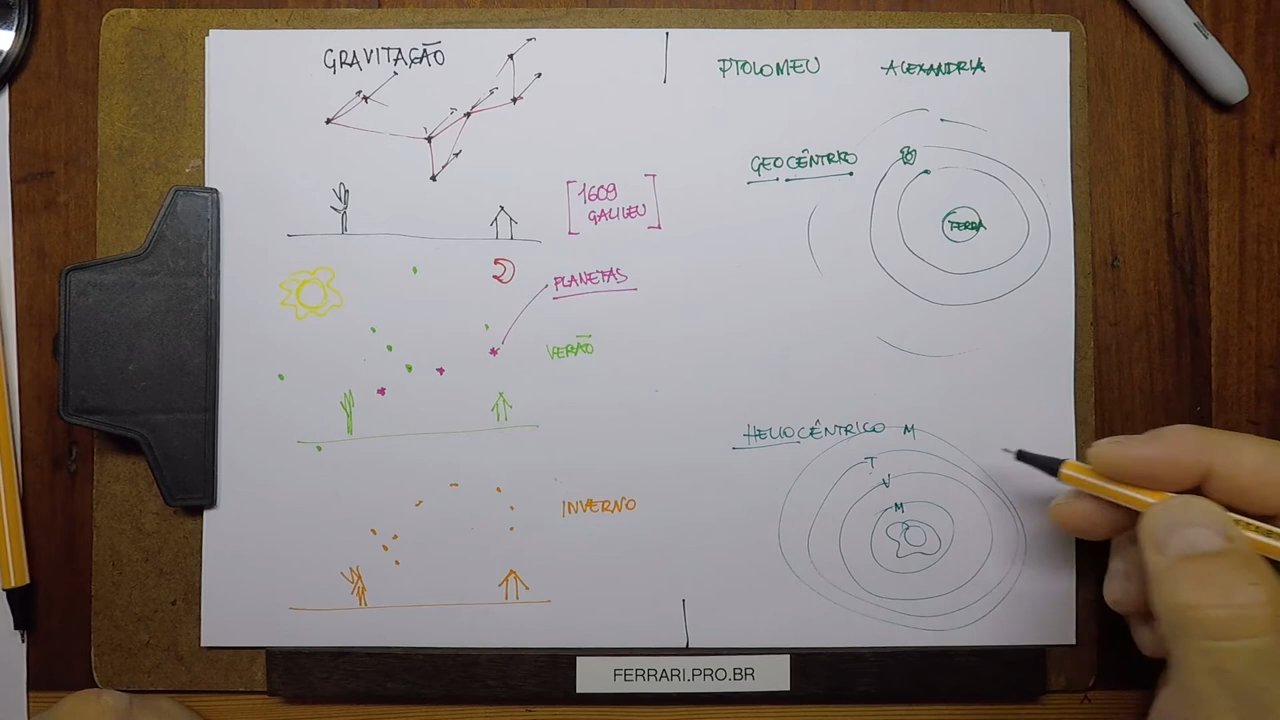 GRAVITAÇÃO
[1609
GALILEU]
PLANETAS
VERÃO
INVERNO
PTOLOMEU ALEXANDRIA
GEOCÊNTRICO
TERRA
HELIOCÊNTRICO M
T
V
M
FERRARI.PRO.BR